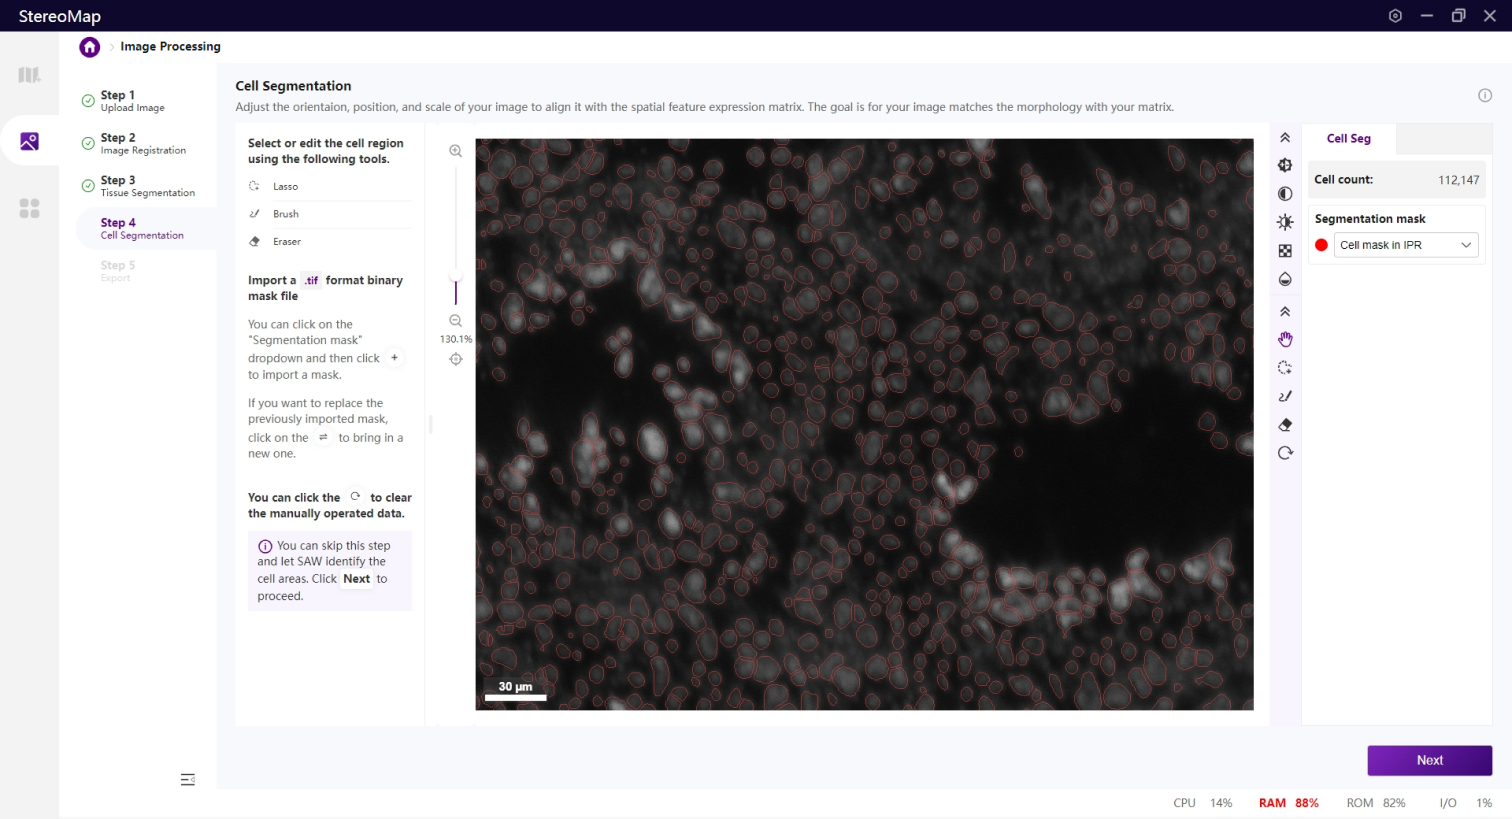 StereoMap
Image Processing
Step 1
Upload Image
Step 2
Image Registration
Step 3
Tissue Segmentation
Step 4
Cell Segmentation
Step 5
Export
Cell Segmentation
Adjust the orientaion, position, and scale of your image to align it with the spatial feature expression matrix. The goal is for your image matches the morphology with your matrix.
Select or edit the cell region
using the following tools.
Lasso
Brush
Eraser
Import a .tif format binary
mask file
You can click on the
"Segmentation mask"
dropdown and then click +
to import a mask.
If you want to replace the
previously imported mask,
click on the ⇌ to bring in a
new one.
You can click the ⟳ to clear
the manually operated data.
You can skip this step
and let SAW identify the
cell areas. Click Next to
proceed.
130.1%
30 μm
Cell Seg
Cell count: 112,147
Segmentation mask
Cell mask in IPR
Next
CPU 14% RAM 88% ROM 82% I/O 1%